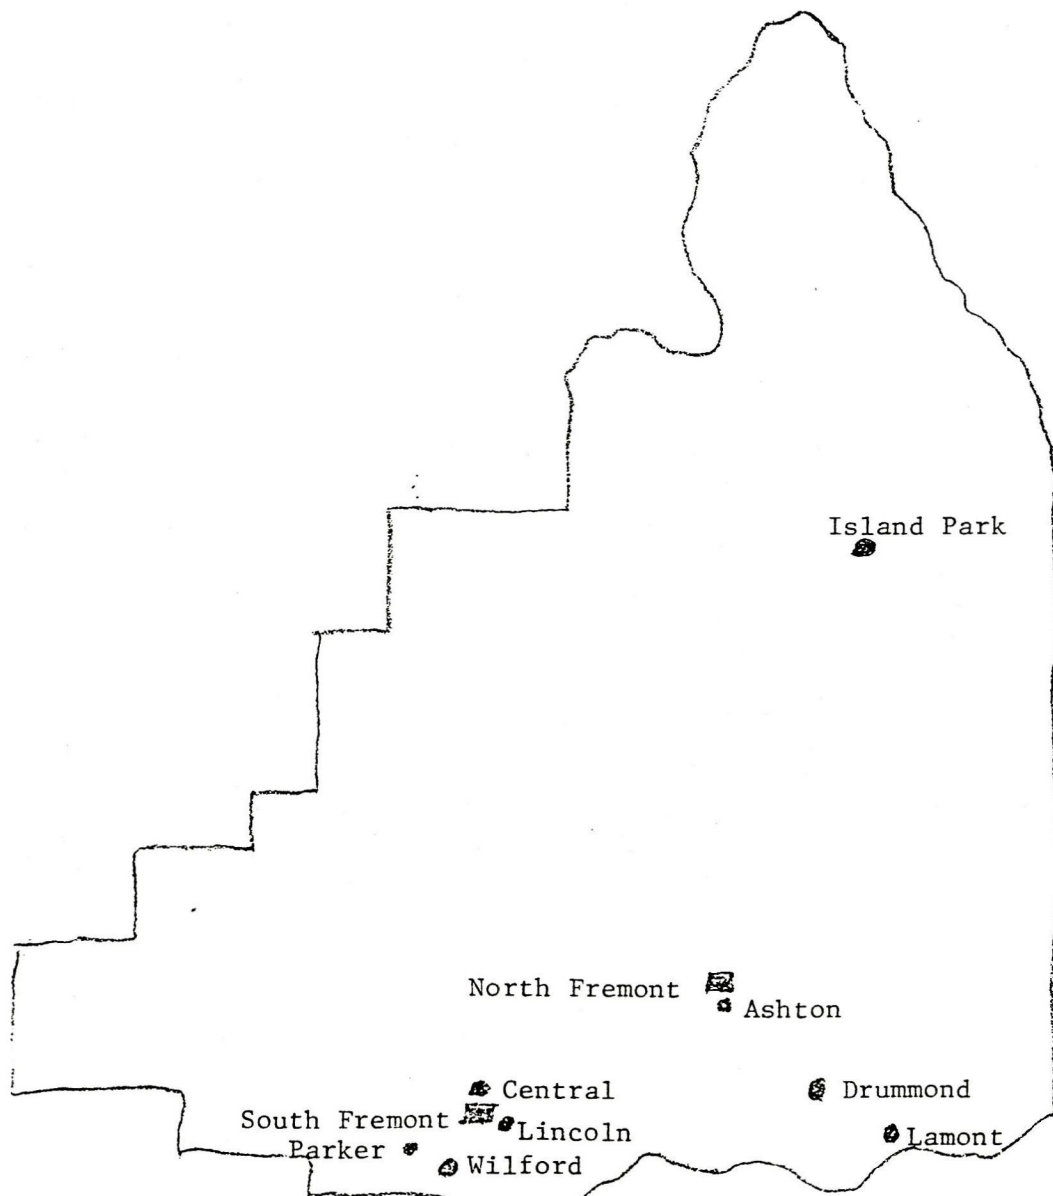 Island Park
North Fremont
Ashton
Central
Drummond
South Fremont
Lincoln
Lamont
Parker
Wilford